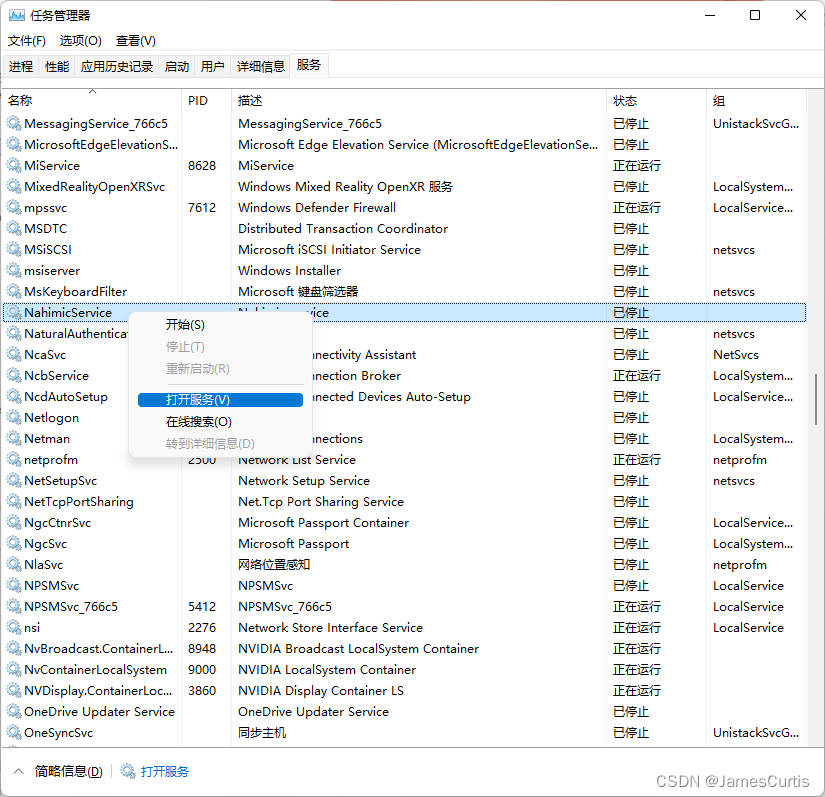 任务管理器
文件(F) 选项(O) 查看(V)
进程 性能 应用历史记录 启动 用户 详细信息 服务
名称 PID 描述 状态 组
MessagingService_766c5 MessagingService_766c5 已停止 UnistackSvcG...
MicrosoftEdgeElevationS... Microsoft Edge Elevation Service (MicrosoftEdgeElevationSe... 已停止
MiService 8628 MiService 正在运行
MixedRealityOpenXRSvc Windows Mixed Reality OpenXR 服务 已停止 LocalSystem...
mpssvc 7612 Windows Defender Firewall 正在运行 LocalService...
MSDTC Distributed Transaction Coordinator 已停止
MSiSCSI Microsoft iSCSI Initiator Service 已停止 netsvcs
msiserver Windows Installer 已停止
MsKeyboardFilter Microsoft 键盘筛选器 已停止 netsvcs
NahimicService 已停止
开始(S)
NaturalAuthenticat 已停止 netsvcs
停止(T)
NcaSvc nnectivity Assistant 已停止 NetSvcs
重新启动(R)
NcbService nnection Broker 正在运行 LocalSystem...
NcdAutoSetup nnected Devices Auto-Setup 已停止 LocalService...
打开服务(V)
Netlogon 已停止
在线搜索(O)
Netman nnections 已停止 LocalSystem...
转到详细信息(D)
netprofm 2500 Network List Service 正在运行 netprofm
NetSetupSvc Network Setup Service 已停止 netsvcs
NetTcpPortSharing Net.Tcp Port Sharing Service 已停止
NgcCtnrSvc Microsoft Passport Container 已停止 LocalService...
NgcSvc Microsoft Passport 已停止 LocalSystem...
NlaSvc 网络位置感知 已停止 netprofm
NPSMSvc NPSMSvc 已停止 LocalService
NPSMSvc_766c5 5412 NPSMSvc_766c5 正在运行 LocalService
nsi 2276 Network Store Interface Service 正在运行 LocalService
NvBroadcast.ContainerL... 8948 NVIDIA Broadcast LocalSystem Container 正在运行
NvContainerLocalSystem 9000 NVIDIA LocalSystem Container 正在运行
NVDisplay.ContainerLoc... 3860 NVIDIA Display Container LS 正在运行
OneDrive Updater Service OneDrive Updater Service 已停止
OneSyncSvc 同步主机 已停止 UnistackSvcG...
简略信息(D) 打开服务
CSDN @JamesCurtis